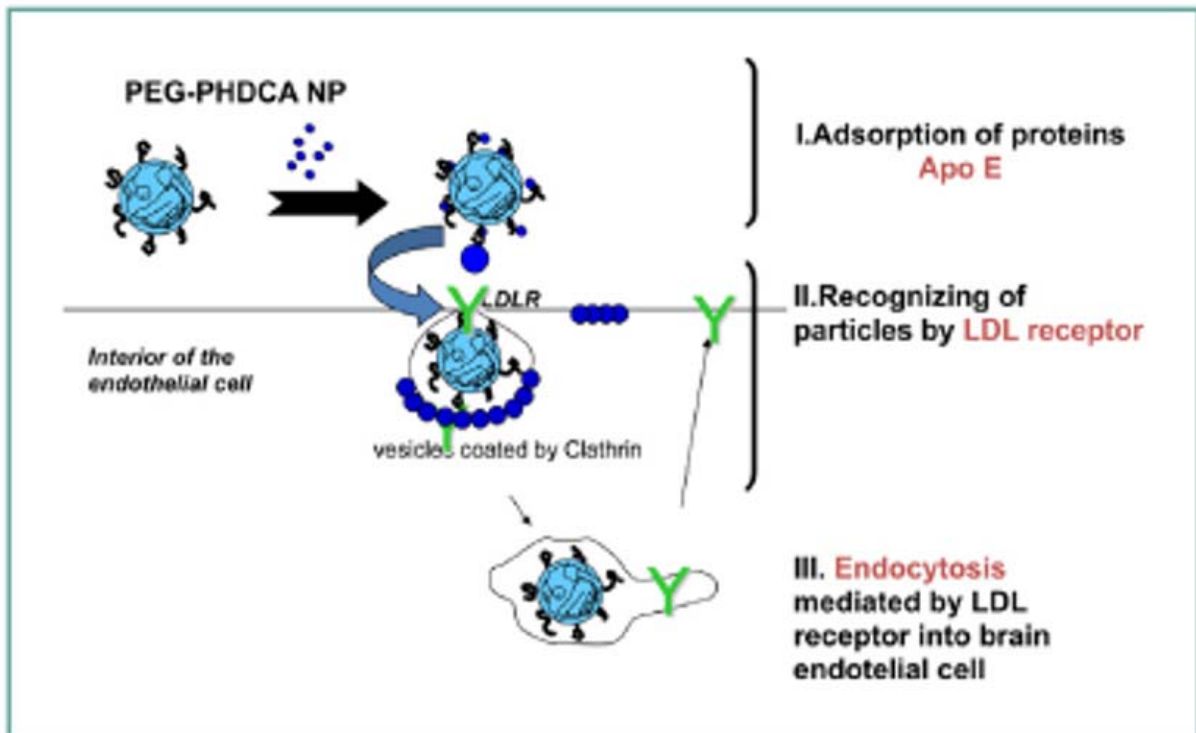 PEG-PHDCA NP
I.Adsorption of proteins
Apo E
LDLR
II.Recognizing of
particles by LDL receptor
Interior of the
endothelial cell
vesicles coated by Clathrin
III. Endocytosis
mediated by LDL
receptor into brain
endotelial cell